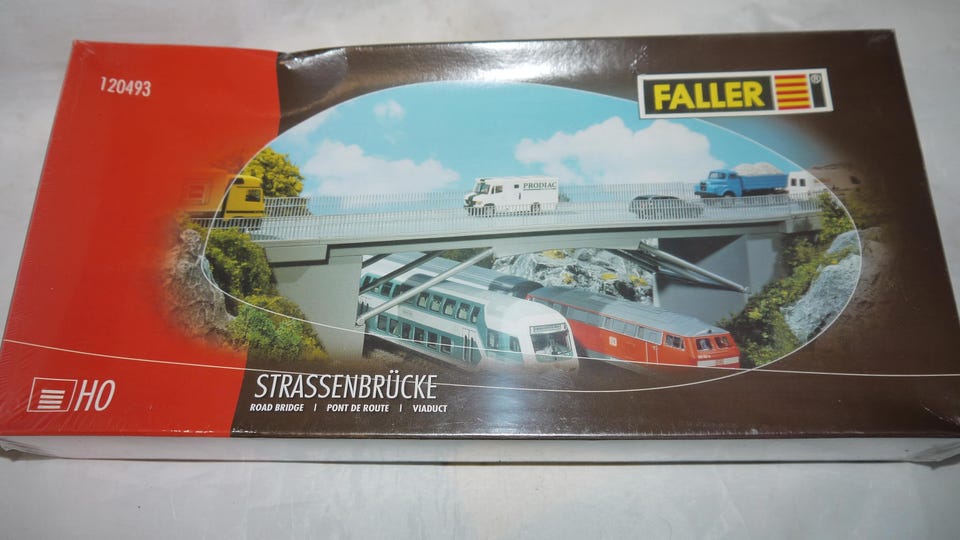 120493
FALLER
®
PRODIAC
HO
STRASSENBRÜCKE
ROAD BRIDGE | PONT DE ROUTE | VIADUCT